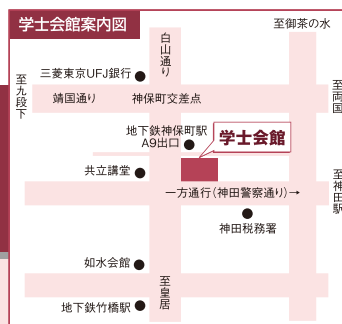 学士会館案内図
至御茶の水
白山通り
三菱東京UFJ銀行
至九段下
靖国通り
神保町交差点
至両国
地下鉄神保町駅
A9出口
学士会館
共立講堂
一方通行(神田警察通り)→
至神田駅
神田税務署
如水会館
至皇居
地下鉄竹橋駅